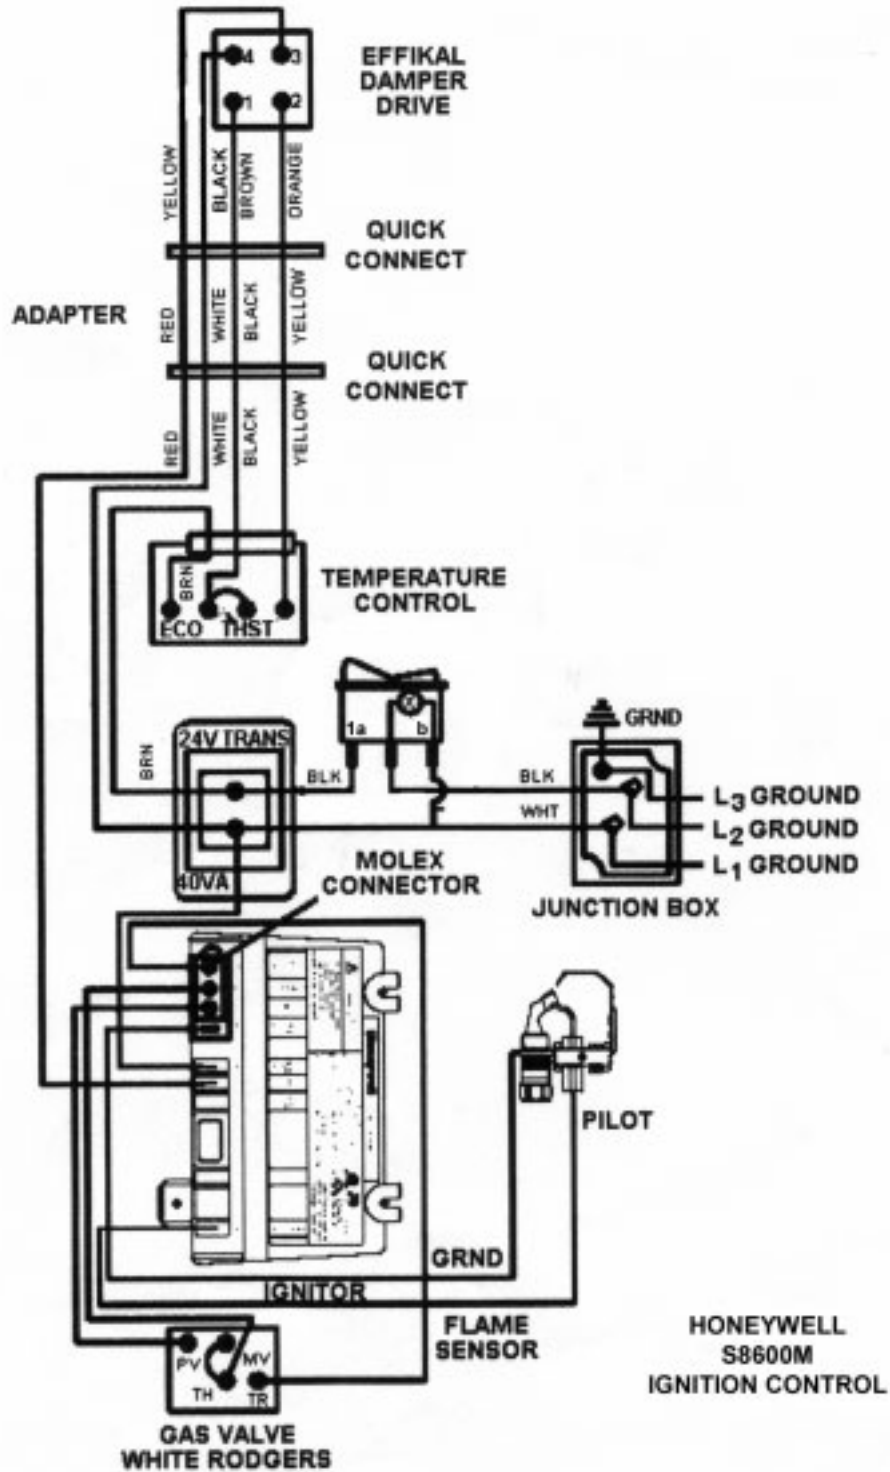 4 3
1 2
EFFIKAL
DAMPER
DRIVE
YELLOW
BLACK
BROWN
ORANGE
QUICK
CONNECT
ADAPTER
RED
WHITE
BLACK
YELLOW
QUICK
CONNECT
RED
WHITE
BLACK
YELLOW
BRN
ECO THST
TEMPERATURE
CONTROL
1a b
GRND
24V TRANS
BRN
BLK
BLK
WHT
L3 GROUND
L2 GROUND
L1 GROUND
40VA
MOLEX
CONNECTOR
JUNCTION BOX
PILOT
GRND
IGNITOR
FLAME
SENSOR
HONEYWELL
S8600M
IGNITION CONTROL
PV MV
TH TR
GAS VALVE
WHITE RODGERS